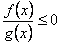 f(x)/g(x) ≤ 0